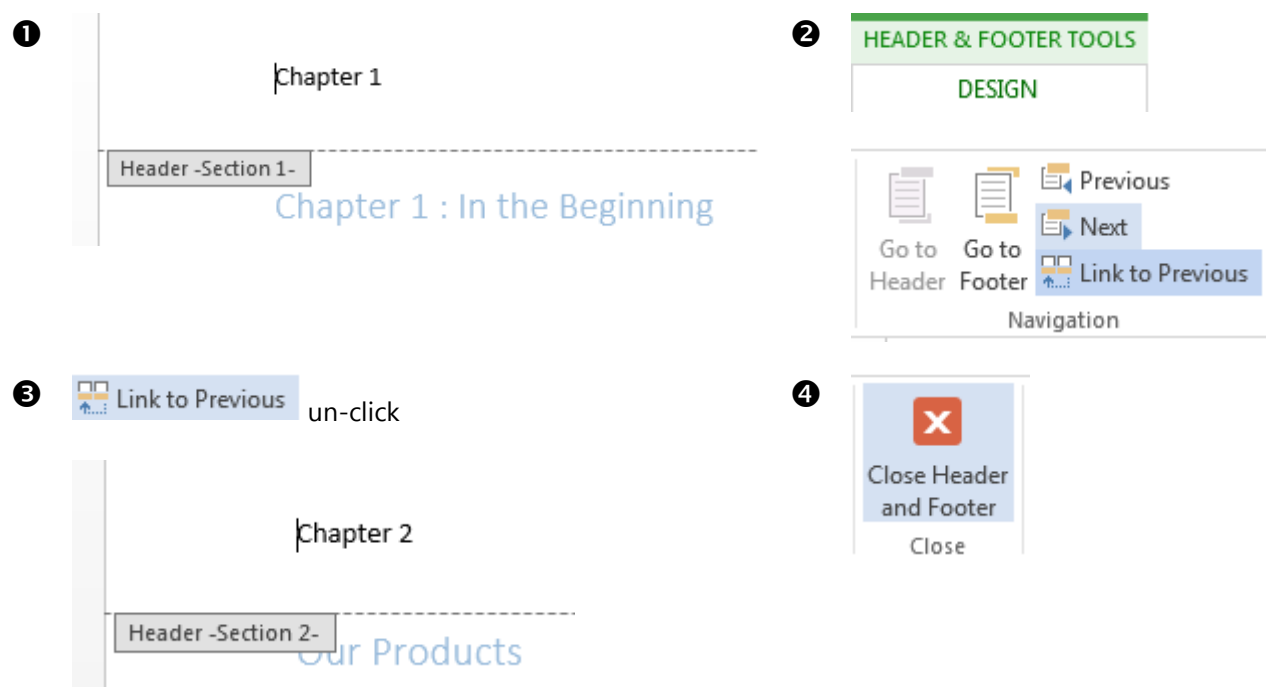 ❶
Chapter 1
Header -Section 1-
Chapter 1 : In the Beginning
❷
HEADER & FOOTER TOOLS
DESIGN
Go to
Header
Go to
Footer
Previous
Next
Link to Previous
Navigation
❸
Link to Previous un-click
Chapter 2
Header -Section 2-
Our Products
❹
Close Header
and Footer
Close